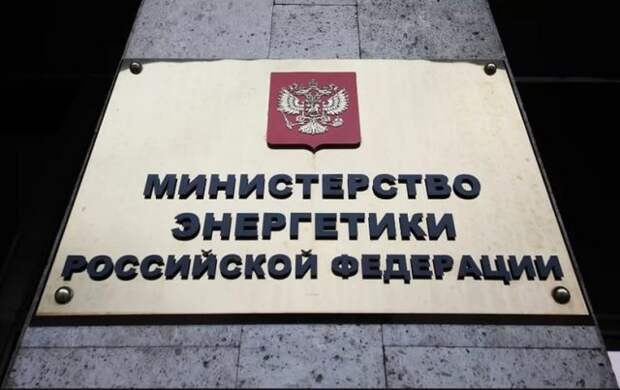 МИНИСТЕРСТВО
ЭНЕРГЕТИКИ
РОССИЙСКОЙ ФЕДЕРАЦИИ